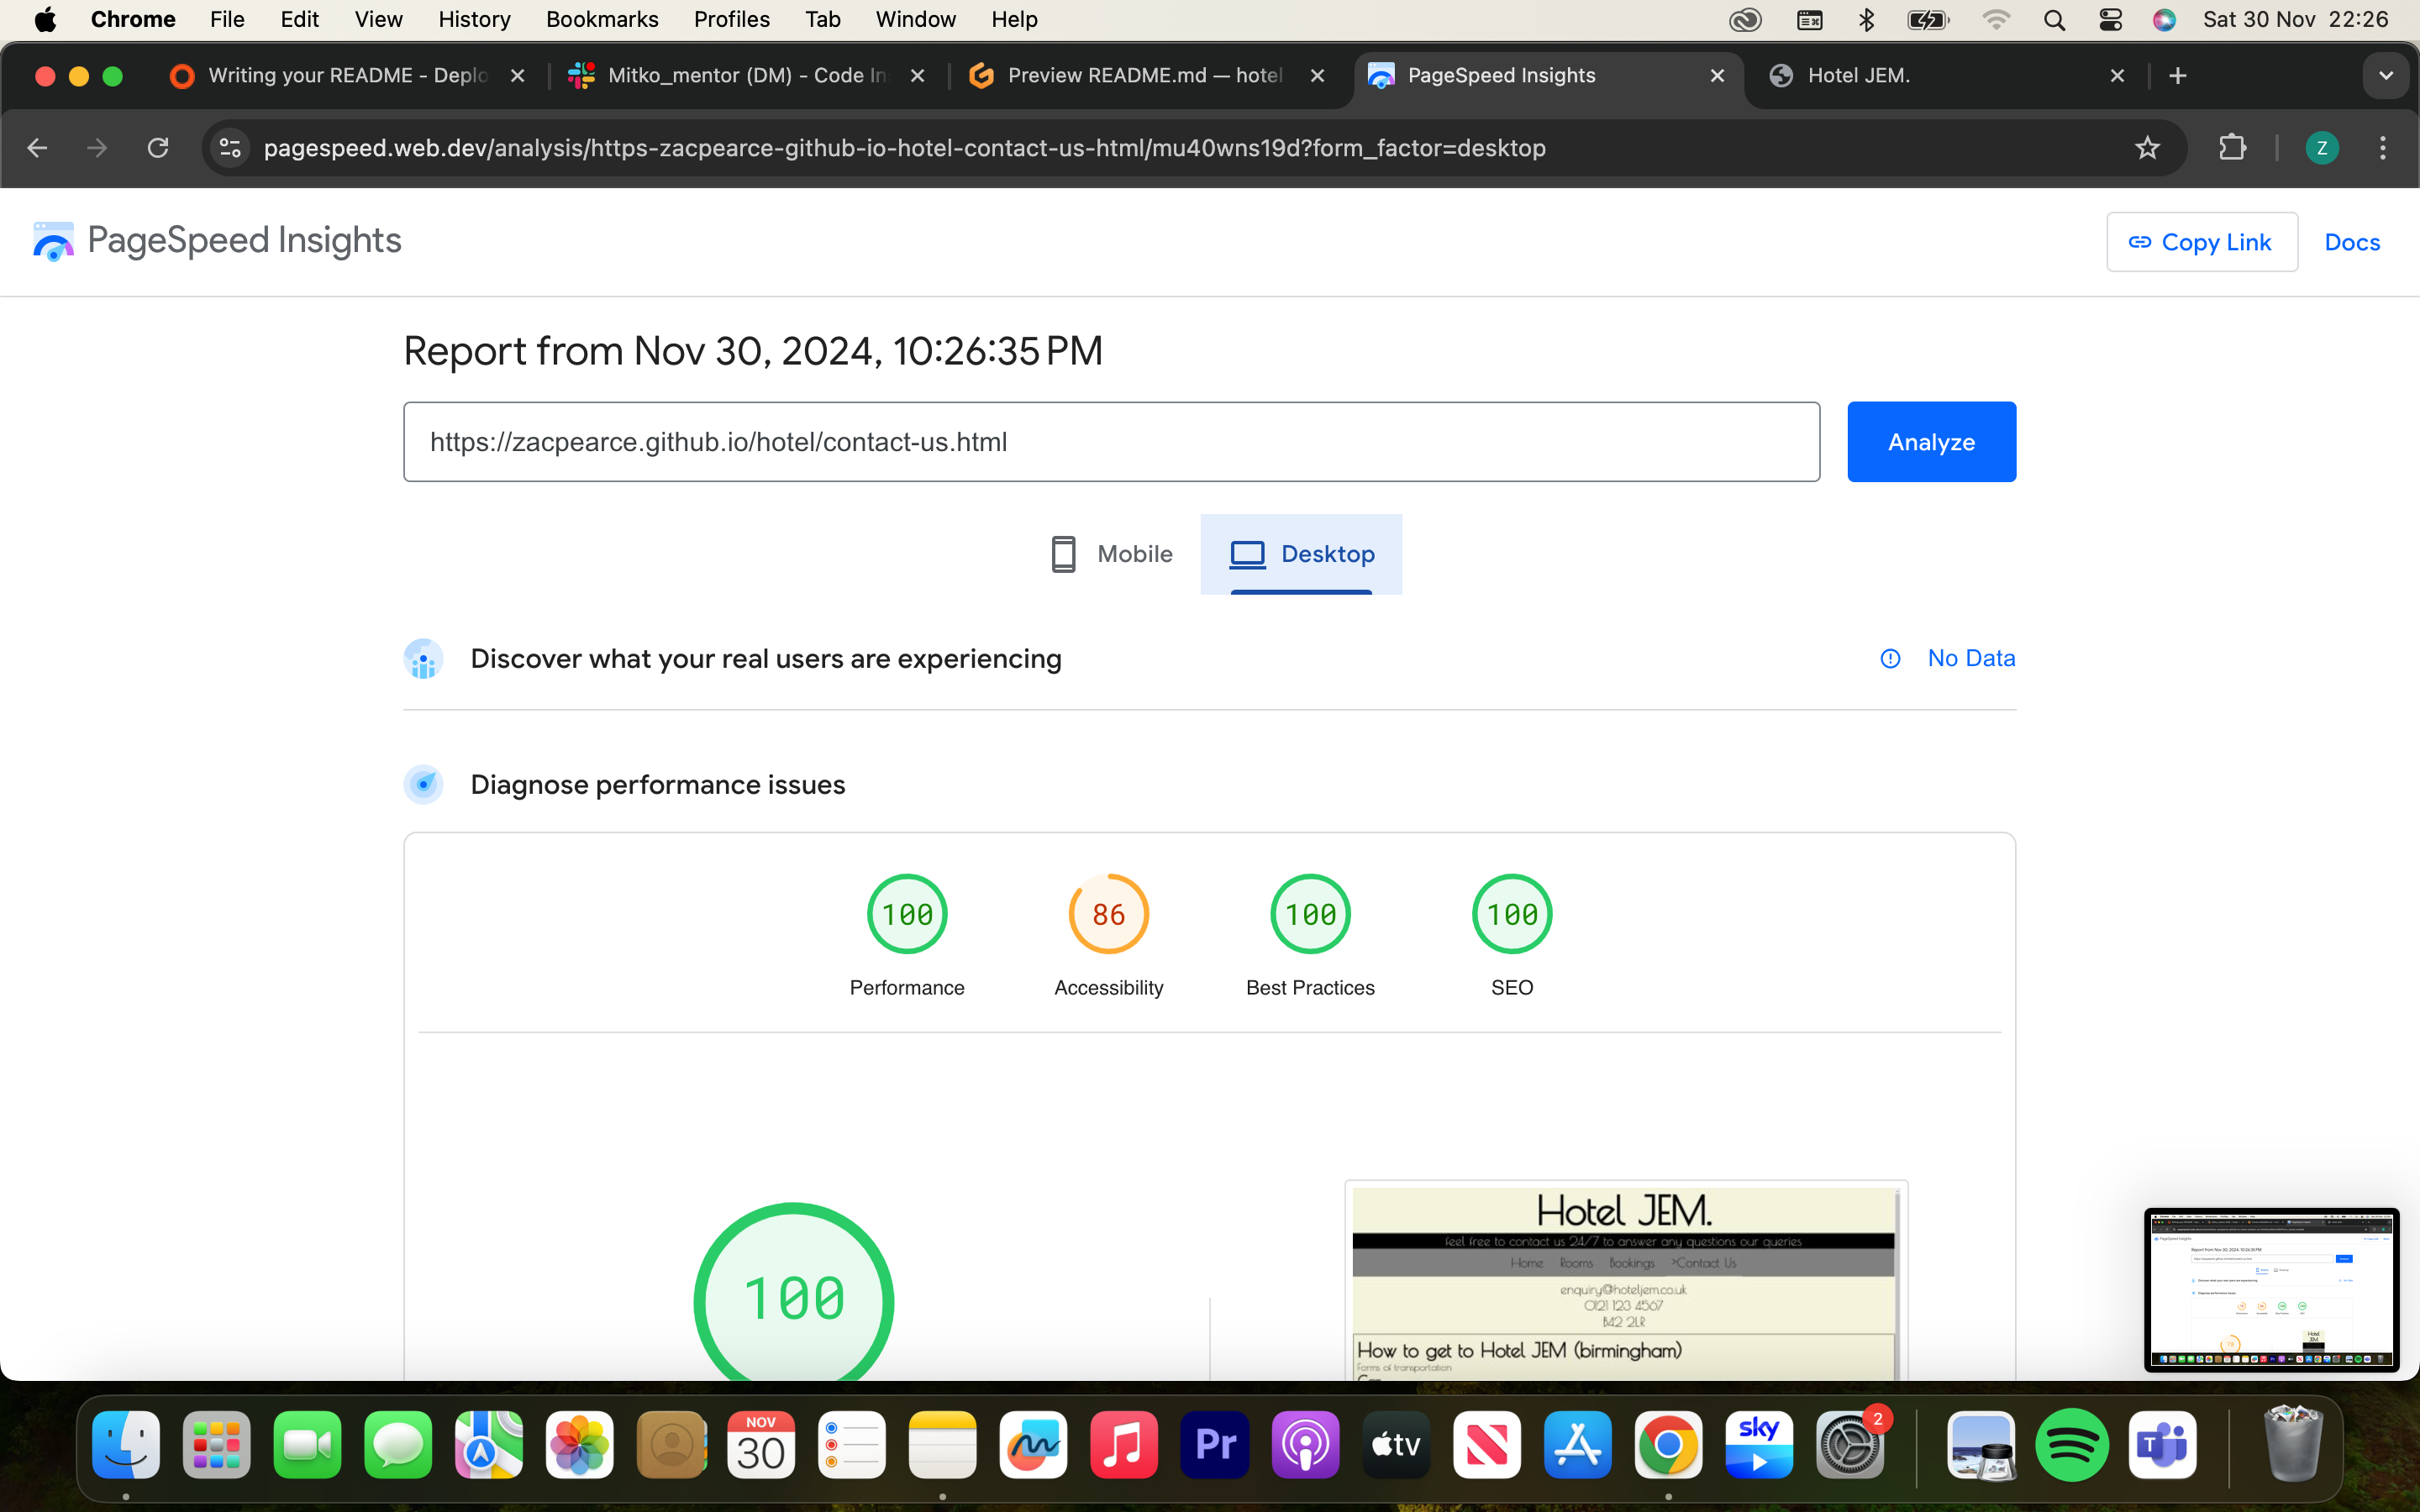 Chrome File Edit View History Bookmarks Profiles Tab Window Help Sat 30 Nov 22:26
Writing your README - Deplo Mitko_mentor (DM) - Code In Preview README.md — hotel PageSpeed Insights Hotel JEM.
pagespeed.web.dev/analysis/https-zacpearce-github-io-hotel-contact-us-html/mu40wns19d?form_factor=desktop Z
PageSpeed Insights Copy Link Docs
Report from Nov 30, 2024, 10:26:35 PM
https://zacpearce.github.io/hotel/contact-us.html Analyze
Mobile Desktop
Discover what your real users are experiencing No Data
Diagnose performance issues
100 86 100 100
Performance Accessibility Best Practices SEO
100
Hotel JEM.
feel free to contact us 24/7 to answer any questions our queries
Home Rooms Bookings >Contact Us
enquiry@hoteljem.co.uk
0121 123 4567
B42 2LR
How to get to Hotel JEM (birmingham)
Forms of transportation
NOV
30 Pr tv sky 2 T